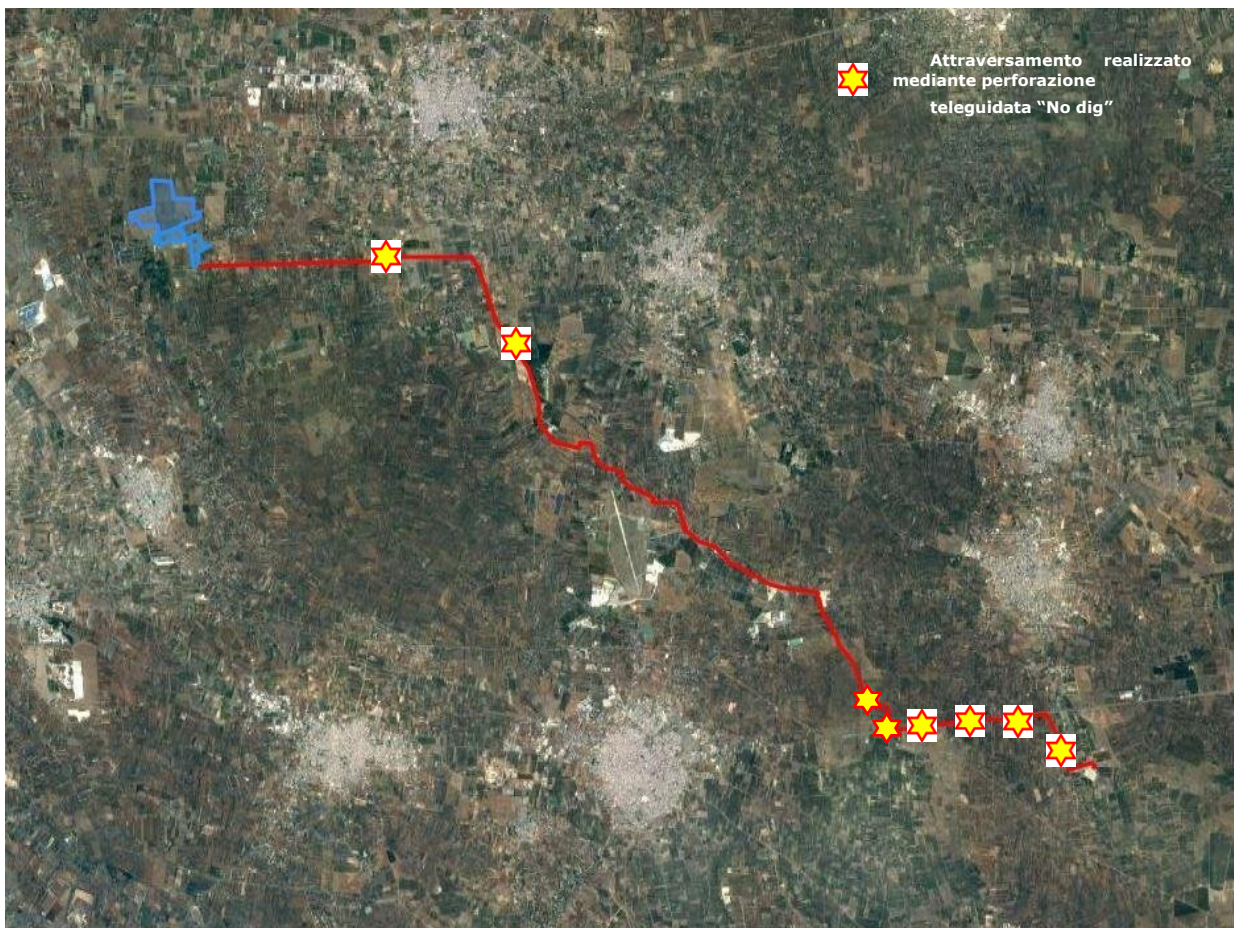 Attraversamento realizzato
mediante perforazione
teleguidata “No dig”